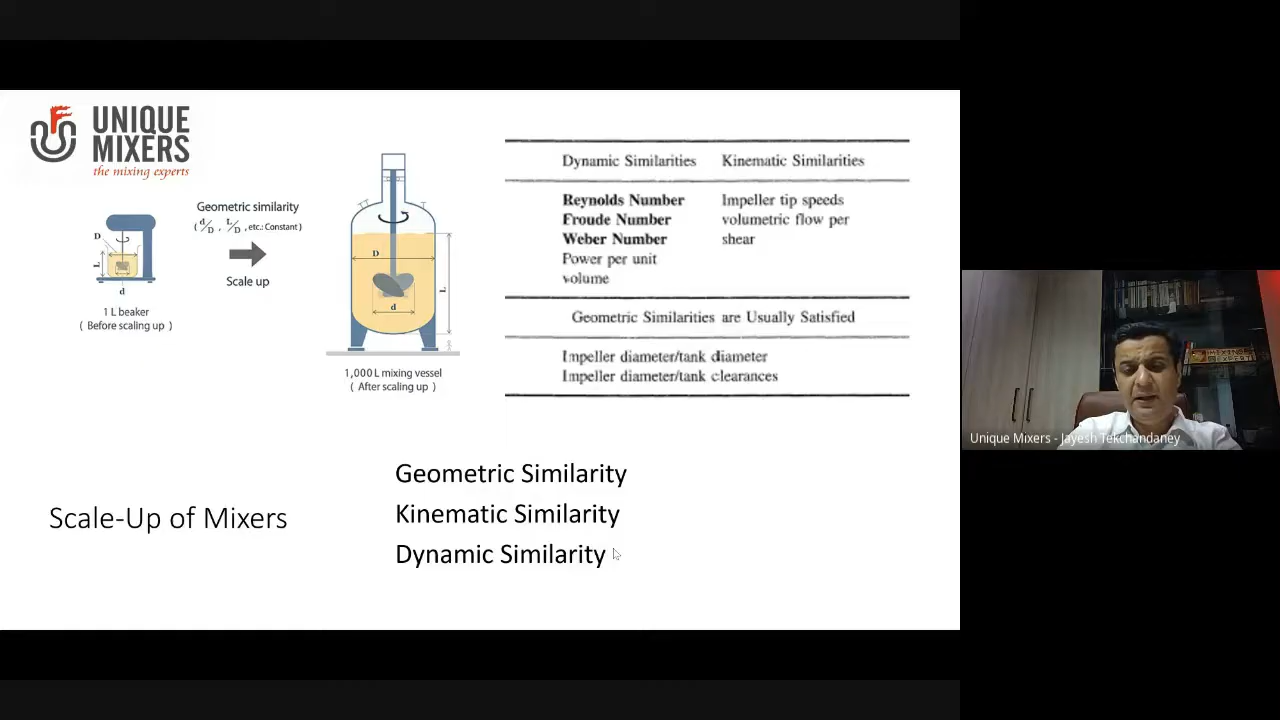 UNIQUE
MIXERS
the mixing experts
Geometric similarity
( d/D , L/D , etc.: Constant )
Scale up
D
L
d
1 L beaker
( Before scaling up )
D
L
d
1,000 L mixing vessel
( After scaling up )
Dynamic Similarities Kinematic Similarities
Reynolds Number Impeller tip speeds
Froude Number volumetric flow per
Weber Number shear
Power per unit
volume
Geometric Similarities are Usually Satisfied
Impeller diameter/tank diameter
Impeller diameter/tank clearances
Scale-Up of Mixers
Geometric Similarity
Kinematic Similarity
Dynamic Similarity
Unique Mixers - Jayesh Tekchandaney